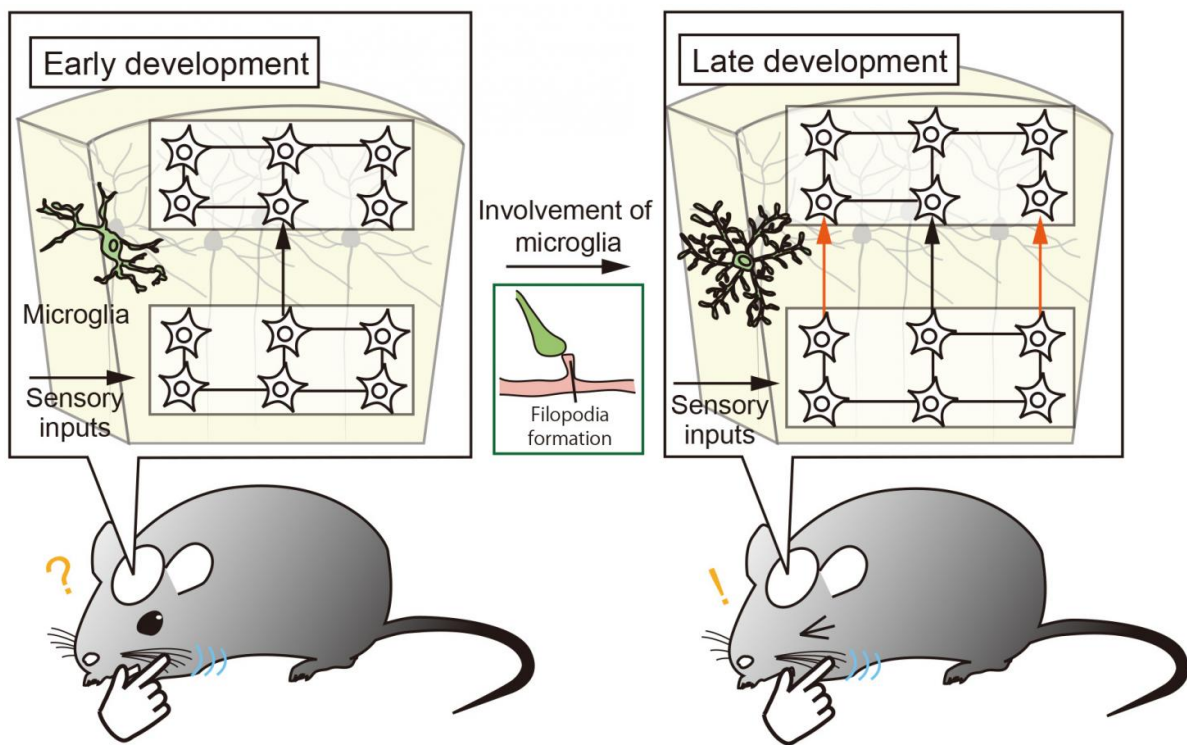 Early development
Microglia
Sensory
inputs
Involvement of
microglia
Filopodia
formation
Late development
Sensory
inputs
?
!